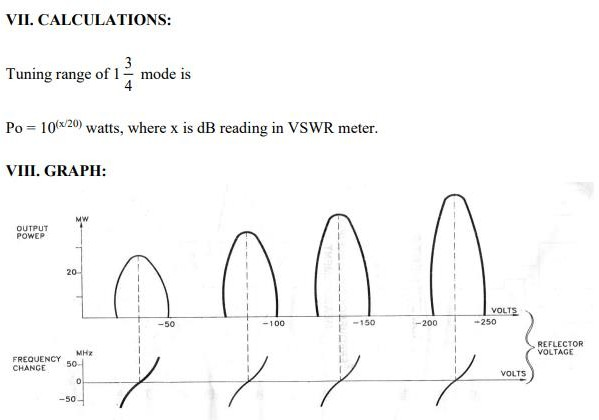 VII. CALCULATIONS:
Tuning range of 1 3/4 mode is
Po = 10^(x/20) watts, where x is dB reading in VSWR meter.
VIII. GRAPH:
MW
OUTPUT
POWER
20
VOLTS
-50 -100 -150 -200 -250
REFLECTOR
VOLTAGE
MHz
FREQUENCY
CHANGE
50
0
-50
VOLTS